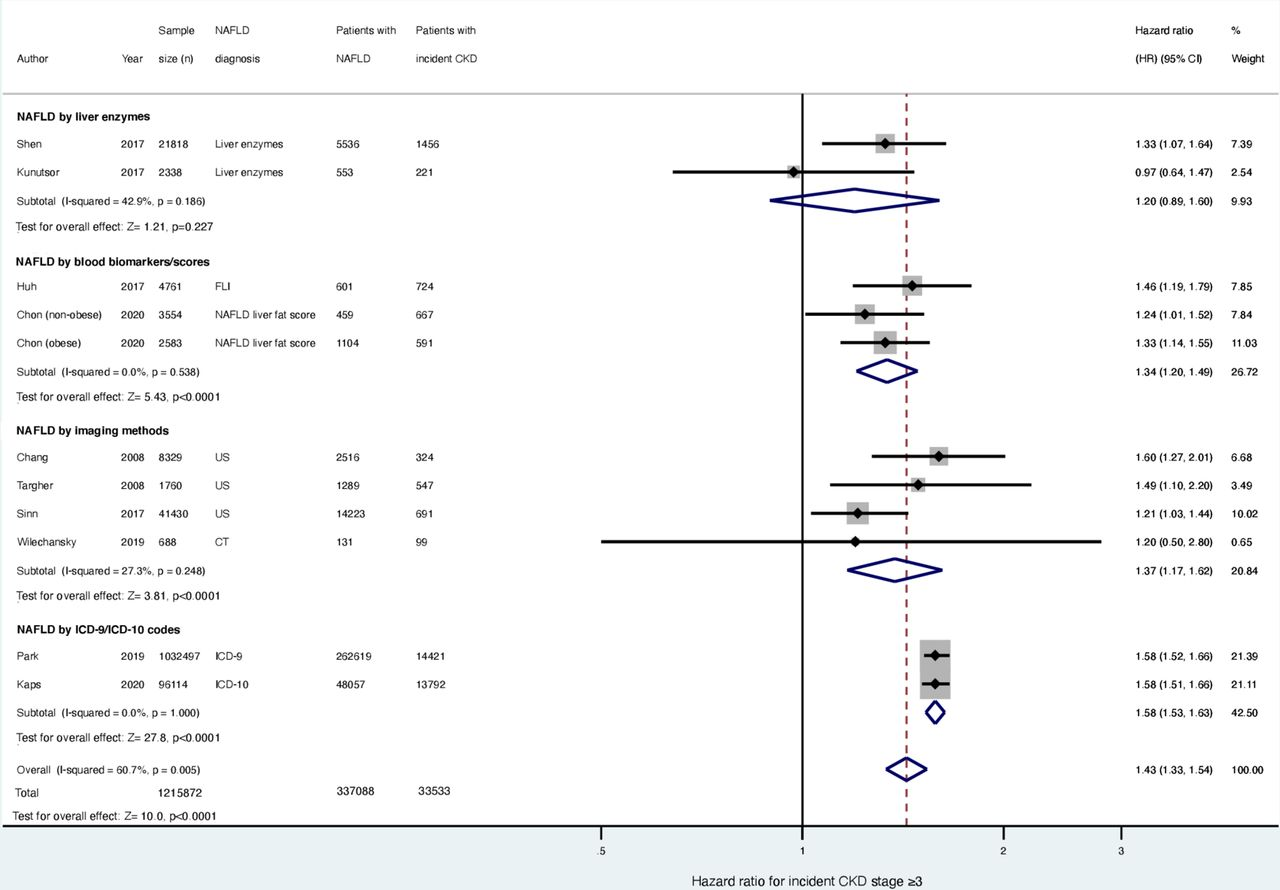 Sample NAFLD Patients with Patients with Hazard ratio %
Author Year size (n) diagnosis NAFLD incident CKD (HR) (95% CI) Weight
NAFLD by liver enzymes
Shen 2017 21818 Liver enzymes 5536 1456 1.33 (1.07, 1.64) 7.39
Kunutsor 2017 2338 Liver enzymes 553 221 0.97 (0.64, 1.47) 2.54
Subtotal (I-squared = 42.9%, p = 0.186) 1.20 (0.89, 1.60) 9.93
Test for overall effect: Z= 1.21, p=0.227
NAFLD by blood biomarkers/scores
Huh 2017 4761 FLI 601 724 1.46 (1.19, 1.79) 7.85
Chon (non-obese) 2020 3554 NAFLD liver fat score 459 667 1.24 (1.01, 1.52) 7.84
Chon (obese) 2020 2583 NAFLD liver fat score 1104 591 1.33 (1.14, 1.55) 11.03
Subtotal (I-squared = 0.0%, p = 0.538) 1.34 (1.20, 1.49) 26.72
Test for overall effect: Z= 5.43, p<0.0001
NAFLD by imaging methods
Chang 2008 8329 US 2516 324 1.60 (1.27, 2.01) 6.68
Targher 2008 1760 US 1289 547 1.49 (1.10, 2.20) 3.49
Sinn 2017 41430 US 14223 691 1.21 (1.03, 1.44) 10.02
Wilechansky 2019 688 CT 131 99 1.20 (0.50, 2.80) 0.65
Subtotal (I-squared = 27.3%, p = 0.248) 1.37 (1.17, 1.62) 20.84
Test for overall effect: Z= 3.81, p<0.0001
NAFLD by ICD-9/ICD-10 codes
Park 2019 1032497 ICD-9 262619 14421 1.58 (1.52, 1.66) 21.39
Kaps 2020 96114 ICD-10 48057 13792 1.58 (1.51, 1.66) 21.11
Subtotal (I-squared = 0.0%, p = 1.000) 1.58 (1.53, 1.63) 42.50
Test for overall effect: Z= 27.8, p<0.0001
Overall (I-squared = 60.7%, p = 0.005) 1.43 (1.33, 1.54) 100.00
Total 1215872 337088 33533
Test for overall effect: Z= 10.0, p<0.0001
.5 1 2 3
Hazard ratio for incident CKD stage ≥3